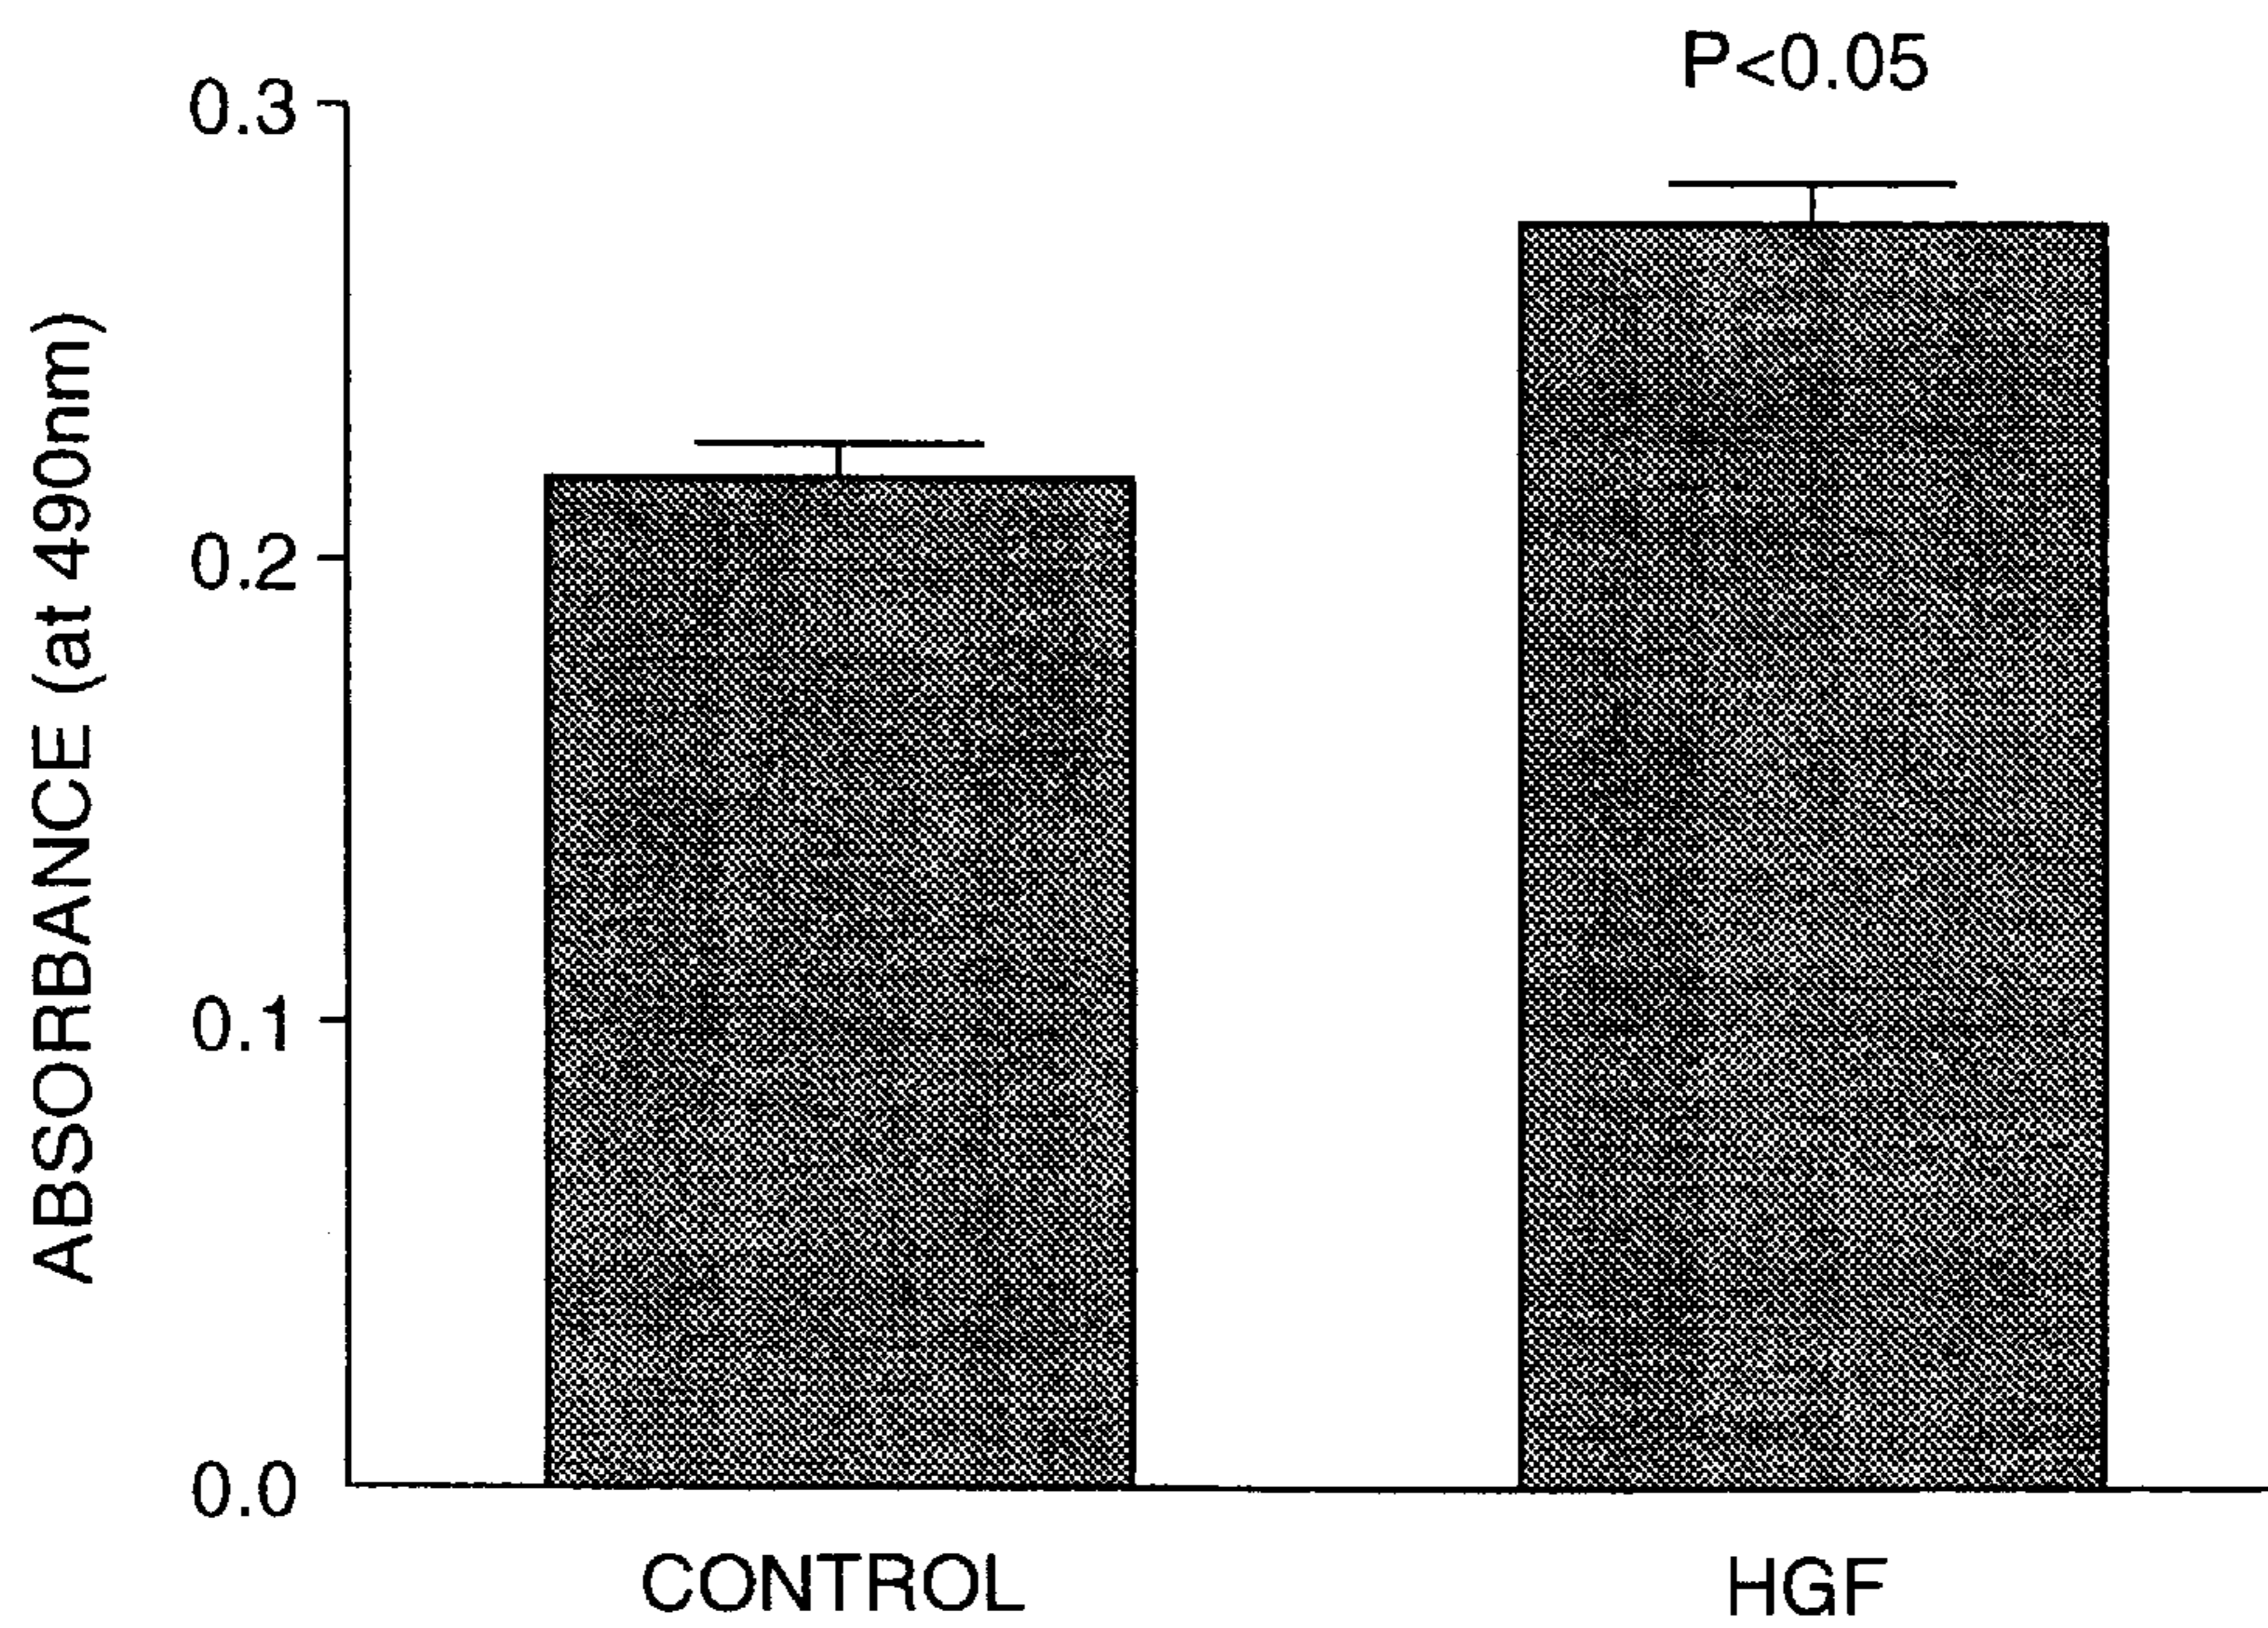 P<0.05
0.3
0.2
0.1
0.0
ABSORBANCE (at 490nm)
CONTROL
HGF